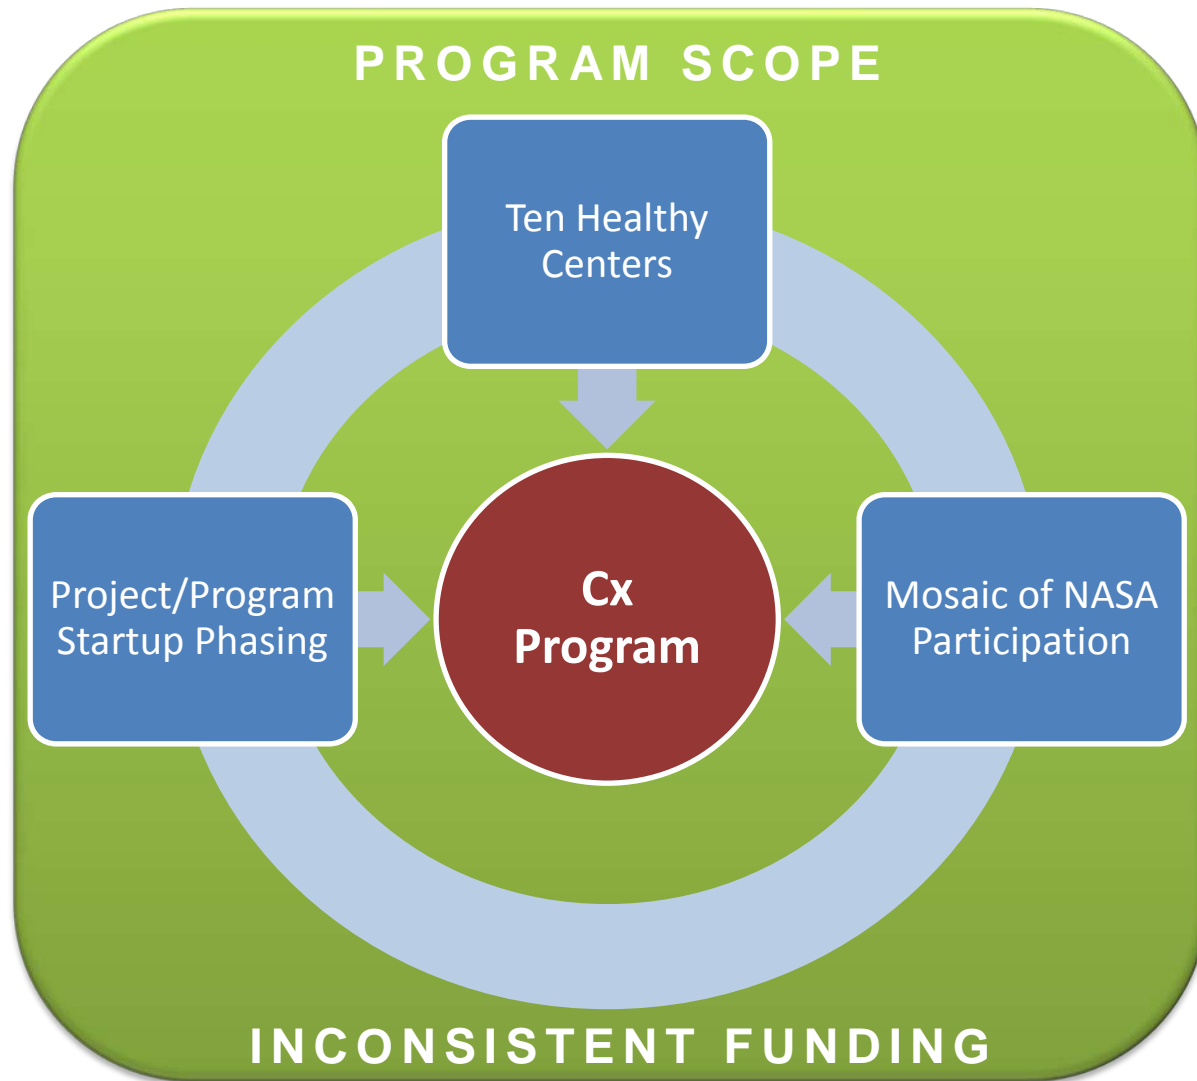 PROGRAM SCOPE
Ten Healthy
Centers
Project/Program
Startup Phasing
Cx
Program
Mosaic of NASA
Participation
INCONSISTENT FUNDING